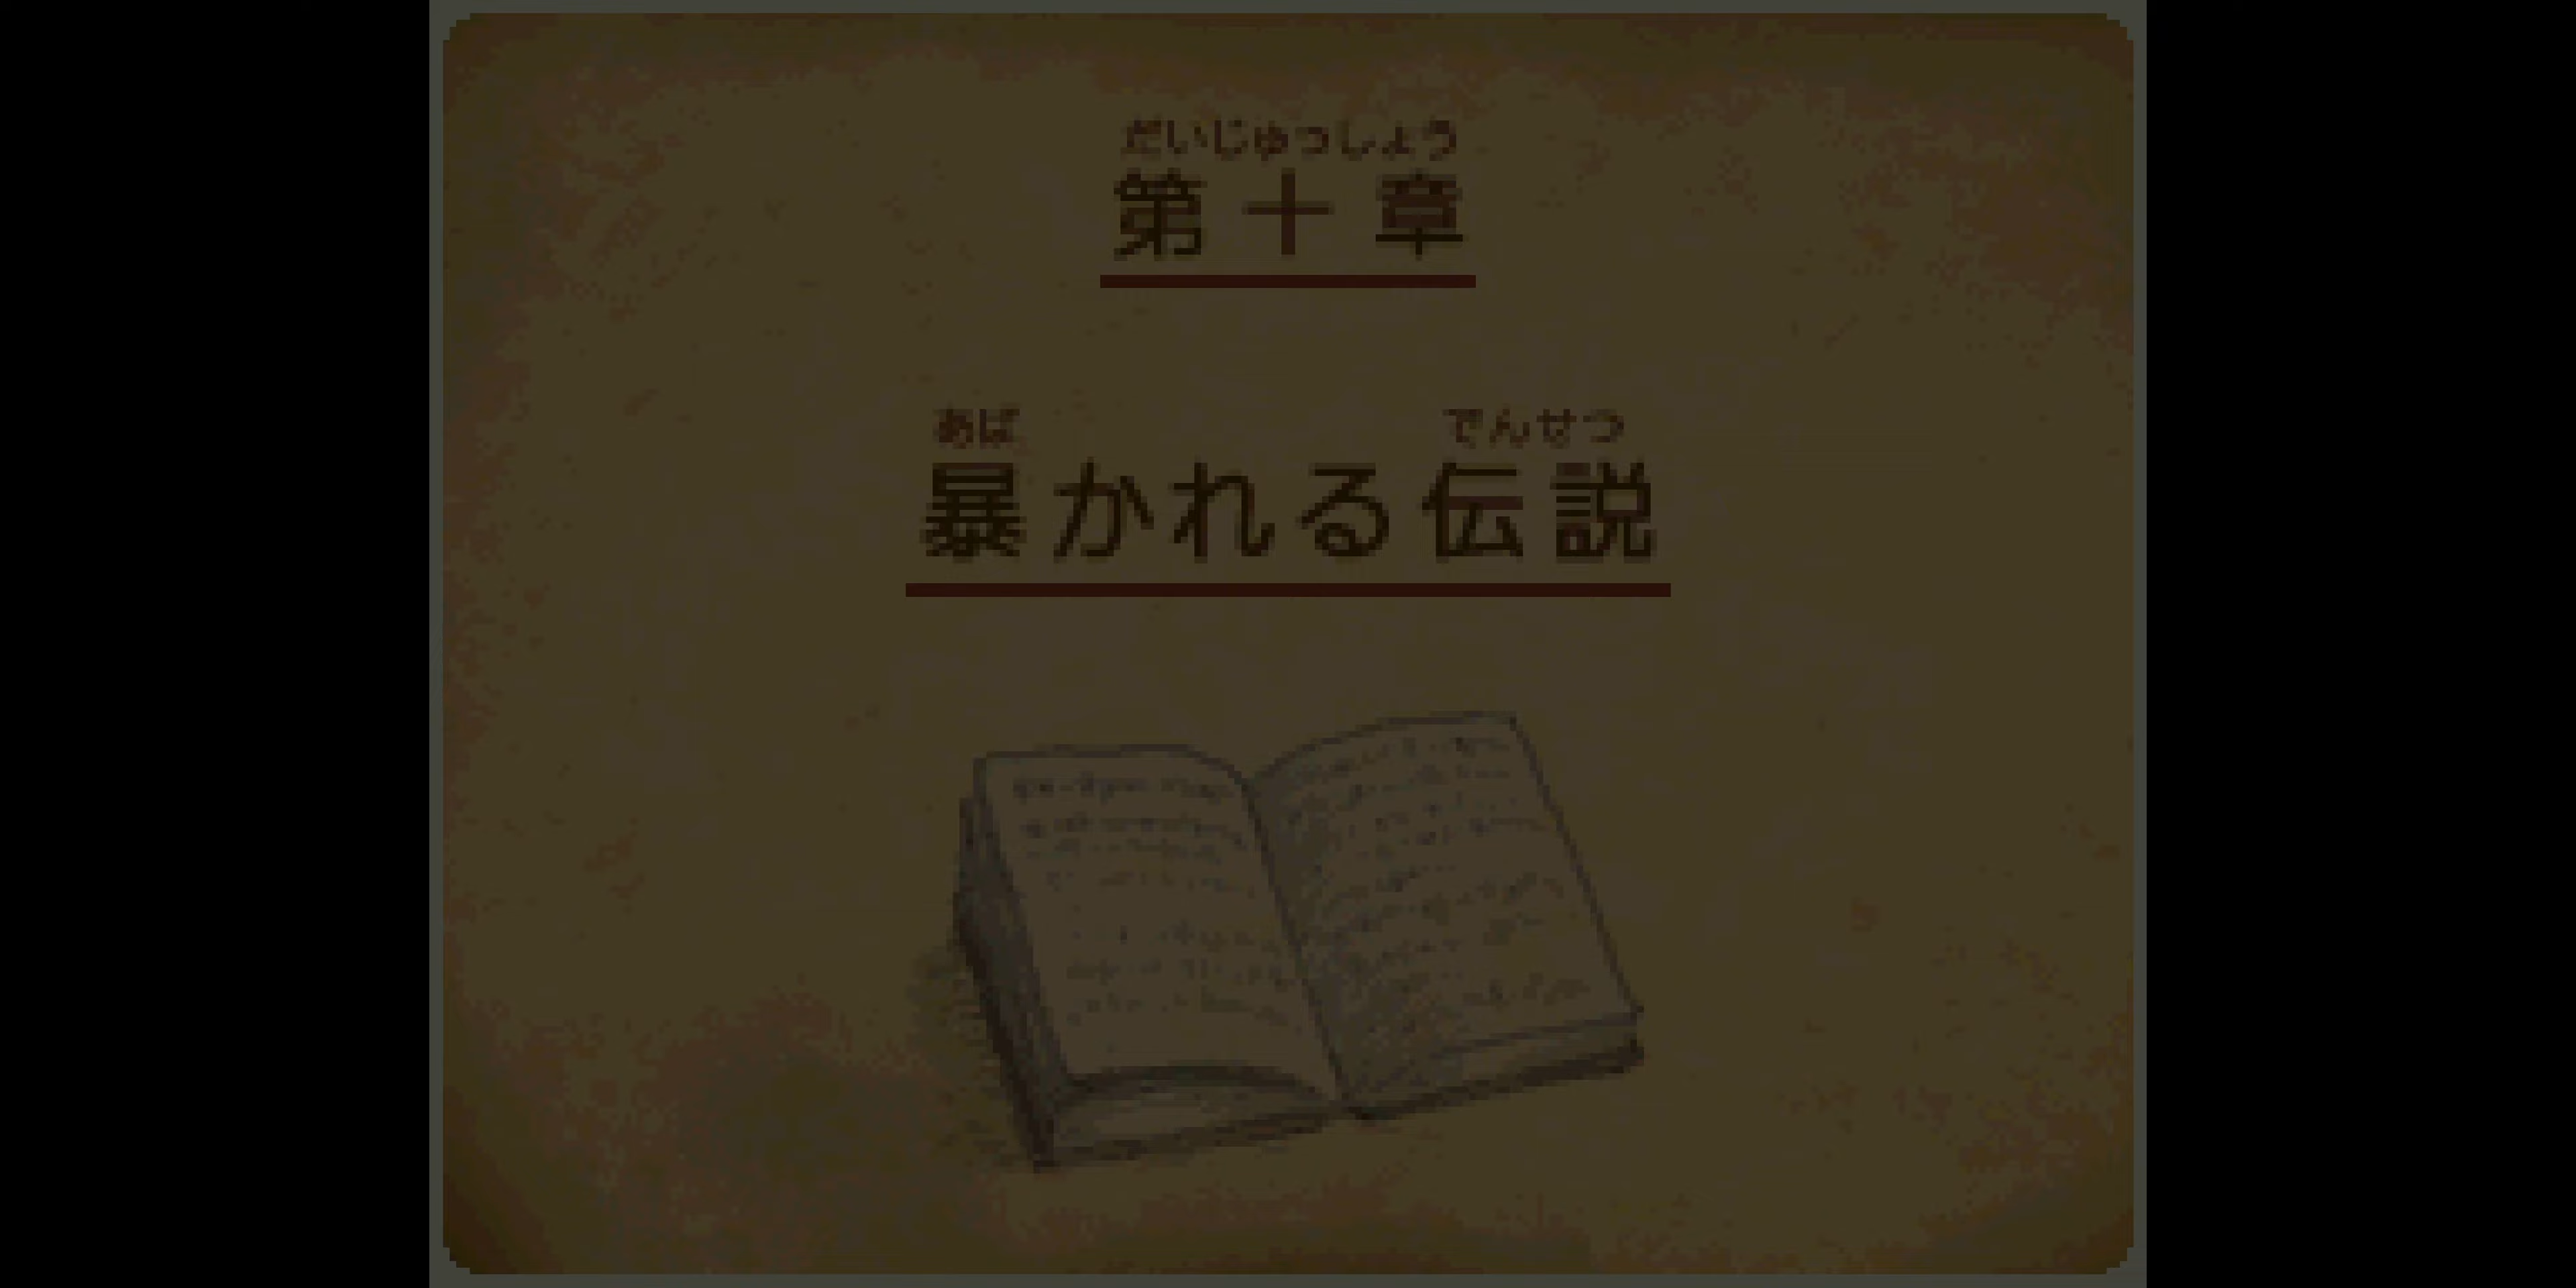 だいじゅっしょう
第十章
あば でんせつ
暴かれる伝説